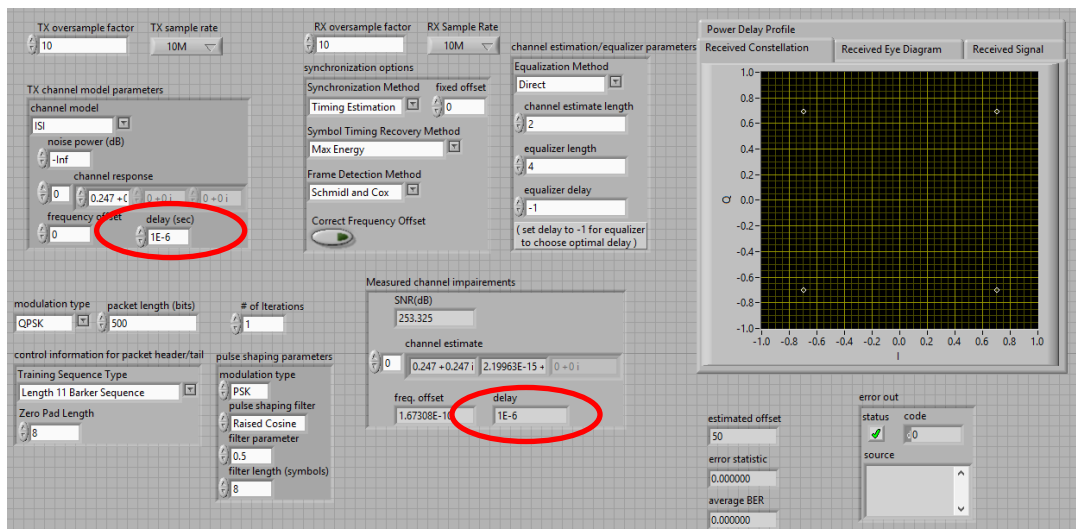 TX oversample factor
10
TX sample rate
10M
RX oversample factor
10
RX Sample Rate
10M
TX channel model parameters
channel model
ISI
noise power (dB)
-Inf
channel response
0
0.247 +(
0 +0 i
0 +0 i
frequency offset
0
delay (sec)
1E-6
synchronization options
Synchronization Method
Timing Estimation
fixed offset
0
Symbol Timing Recovery Method
Max Energy
Frame Detection Method
Schmidl and Cox
Correct Frequency Offset
channel estimation/equalizer parameters
Equalization Method
Direct
channel estimate length
2
equalizer length
4
equalizer delay
-1
( set delay to -1 for equalizer
to choose optimal delay )
Power Delay Profile
Received Constellation
Received Eye Diagram
Received Signal
1.0
0.8
0.6
0.4
0.2
0.0
-0.2
-0.4
-0.6
-0.8
-1.0
Q
-1.0 -0.8 -0.6 -0.4 -0.2 0.0 0.2 0.4 0.6 0.8 1.0
I
modulation type
QPSK
packet length (bits)
500
# of Iterations
1
control information for packet header/tail
Training Sequence Type
Length 11 Barker Sequence
Zero Pad Length
8
pulse shaping parameters
modulation type
PSK
pulse shaping filter
Raised Cosine
filter parameter
0.5
filter length (symbols)
8
Measured channel impairements
SNR(dB)
253.325
channel estimate
0
0.247 +0.247 i
2.19963E-15 +
0 +0 i
freq. offset
1.67308E-10
delay
1E-6
estimated offset
50
error statistic
0.000000
average BER
0.000000
error out
status
code
0
source